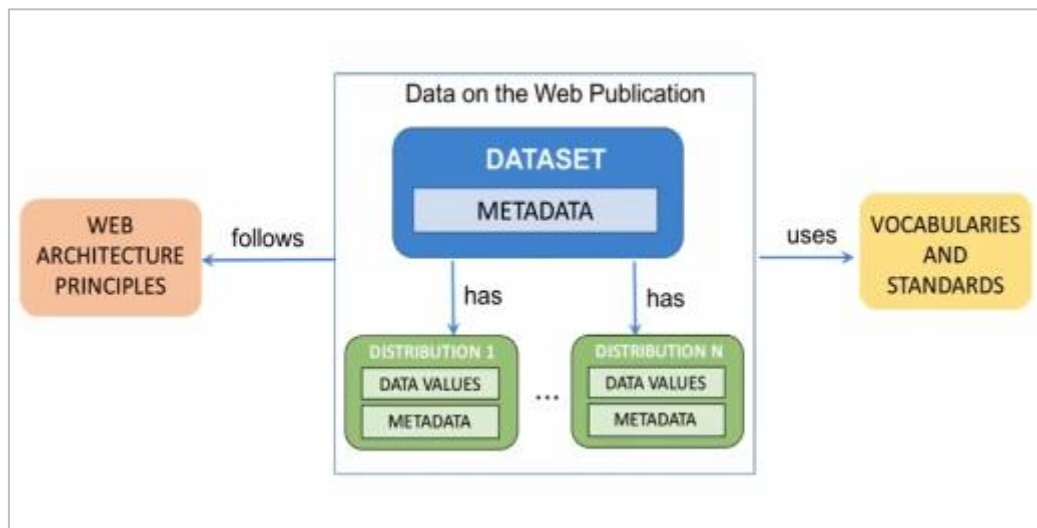 Data on the Web Publication
DATASET
METADATA
WEB
ARCHITECTURE
PRINCIPLES
follows
uses
VOCABULARIES
AND
STANDARDS
has
has
DISTRIBUTION 1
DATA VALUES
METADATA
...
DISTRIBUTION N
DATA VALUES
METADATA